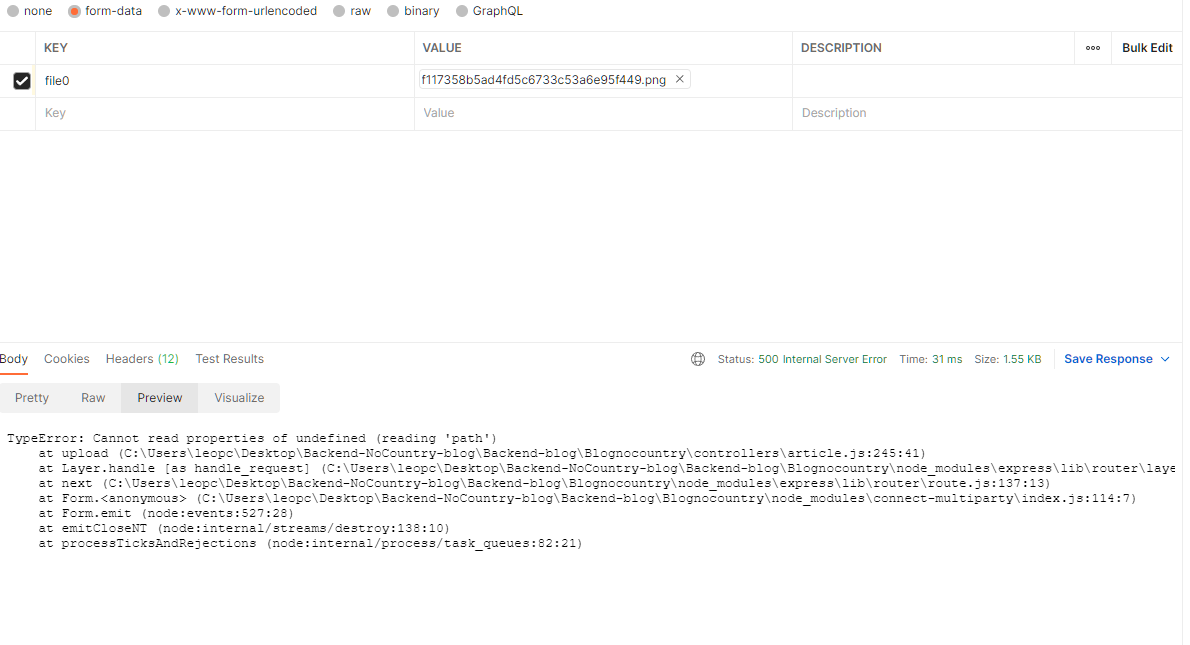 none form-data x-www-form-urlencoded raw binary GraphQL
KEY VALUE DESCRIPTION ooo Bulk Edit
file0 f117358b5ad4fd5c6733c53a6e95f449.png ×
Key Value Description
Body Cookies Headers (12) Test Results Status: 500 Internal Server Error Time: 31 ms Size: 1.55 KB Save Response
Pretty Raw Preview Visualize
TypeError: Cannot read properties of undefined (reading 'path')
at upload (C:\Users\leopc\Desktop\Backend-NoCountry-blog\Backend-blog\Blognocountry\controllers\article.js:245:41)
at Layer.handle [as handle_request] (C:\Users\leopc\Desktop\Backend-NoCountry-blog\Backend-blog\Blognocountry\node_modules\express\lib\router\laye
at next (C:\Users\leopc\Desktop\Backend-NoCountry-blog\Backend-blog\Blognocountry\node_modules\express\lib\router\route.js:137:13)
at Form.<anonymous> (C:\Users\leopc\Desktop\Backend-NoCountry-blog\Backend-blog\Blognocountry\node_modules\connect-multiparty\index.js:114:7)
at Form.emit (node:events:527:28)
at emitCloseNT (node:internal/streams/destroy:138:10)
at processTicksAndRejections (node:internal/process/task_queues:82:21)